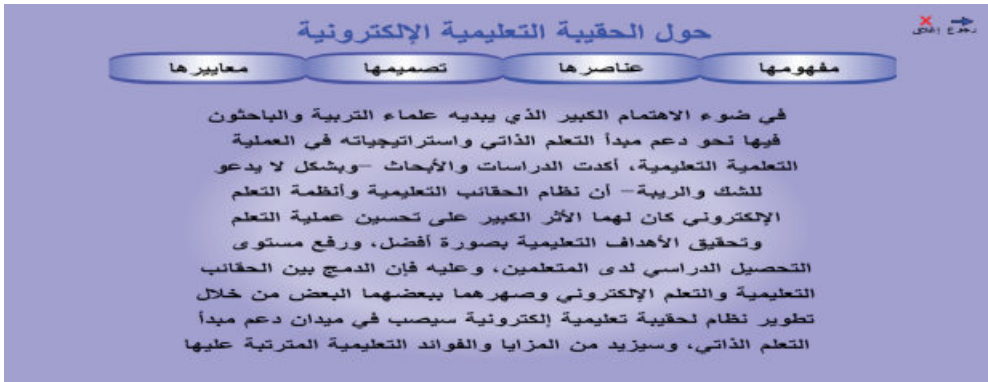 حول الحقيبة التعليمية الإلكترونية
رجوع إغلاق
مفهومها عناصرها تصميمها معاييرها
في ضوء الاهتمام الكبير الذي يبديه علماء التربية والباحثون
فيها نحو دعم مبدأ التعلم الذاتي واستراتيجياته في العملية
التعلمية التعليمية، أكدت الدراسات والأبحاث –وبشكل لا يدعو
للشك والريبة– أن نظام الحقائب التعليمية وأنظمة التعلم
الإلكتروني كان لهما الأثر الكبير على تحسين عملية التعلم
وتحقيق الأهداف التعليمية بصورة أفضل، ورفع مستوى
التحصيل الدراسي لدى المتعلمين، وعليه فإن الدمج بين الحقائب
التعليمية والتعلم الإلكتروني وصهرهما ببعضهما البعض من خلال
تطوير نظام لحقيبة تعليمية إلكترونية سيصب في ميدان دعم مبدأ
التعلم الذاتي، وسيزيد من المزايا والفوائد التعليمية المترتبة عليها